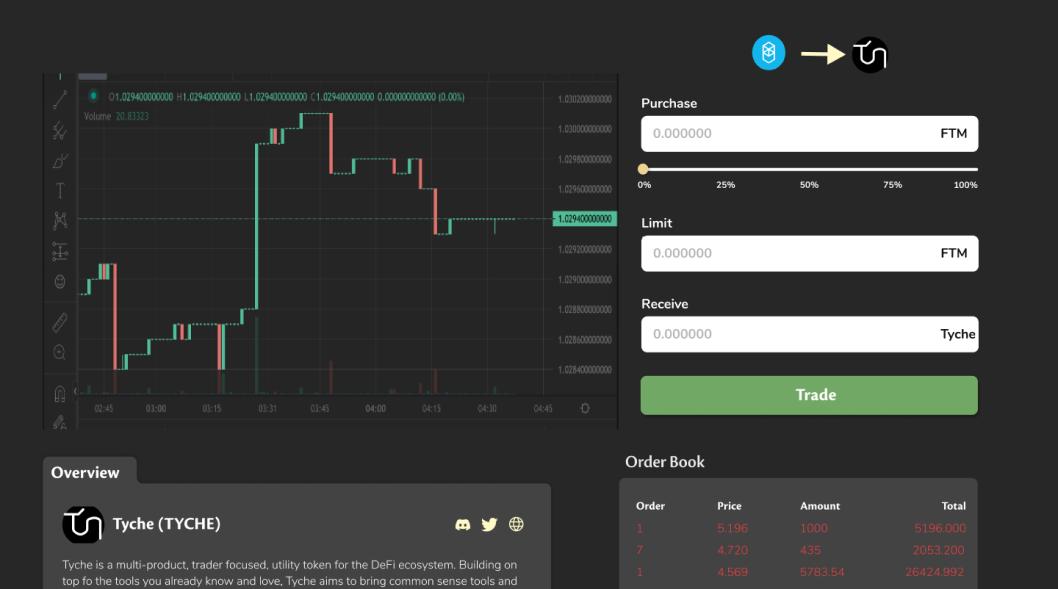 O1.029400000000 H1.029400000000 L1.029400000000 C1.029400000000 0.000000000000 (0.00%)
Volume 20.83323
1.030200000000
1.030000000000
1.029800000000
1.029600000000
1.029400000000
1.029200000000
1.029000000000
1.028800000000
1.028600000000
1.028400000000
02:45 03:00 03:15 03:31 03:45 04:00 04:15 04:30 04:45
Purchase
0.000000 FTM
0% 25% 50% 75% 100%
Limit
0.000000 FTM
Receive
0.000000 Tyche
Trade
Overview
Tyche (TYCHE)
Tyche is a multi-product, trader focused, utility token for the DeFi ecosystem. Building on
top fo the tools you already know and love, Tyche aims to bring common sense tools and
Order Book
Order Price Amount Total
1 5.196 1000 5196.000
7 4.720 435 2053.200
1 4.569 5783.54 26424.992